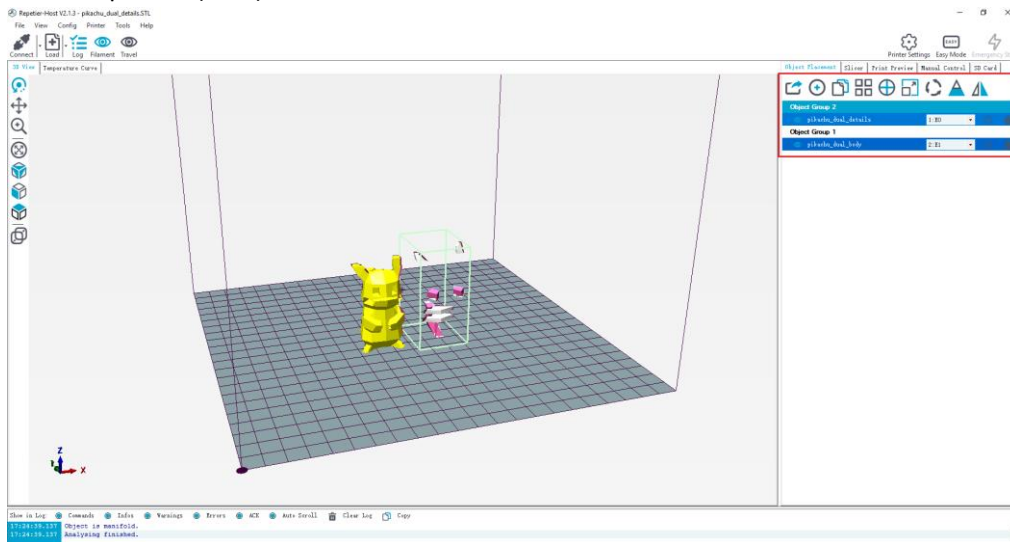 Repetier-Host V2.1.3 - pikachu_dual_details.STL
File View Config Printer Tools Help
Connect Load Log Filament Travel Printer Settings Easy Mode Emergency St
3D View Temperature Curve Object Placement Slicer Print Preview Manual Control SD Card
EASY
Object Group 2
pikachu_dual_details 1:E0
Object Group 1
pikachu_dual_body 2:E1
Z
X
Show in Log: Commands Infos Warnings Errors ACK Auto Scroll Clear Log Copy
17:24:39.137 Object is manifold.
17:24:39.137 Analysing finished.